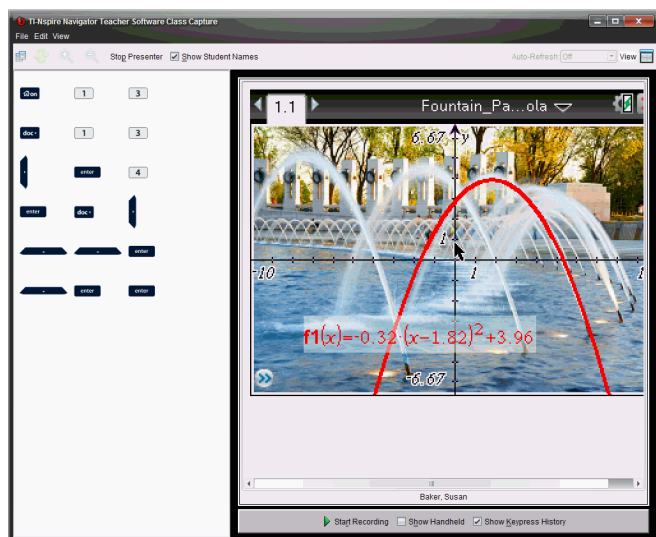 TI-Nspire Navigator Teacher Software Class Capture
File Edit View
Stop Presenter Show Student Names Auto-Refresh: Off View
on 1 3
doc 1 3
enter 4
enter doc
enter
enter enter
1.1 Fountain_Pa...ola
6.67 y
1
-10 1 1
f1(x)=-0.32·(x-1.82)²+3.96
-6.67
Baker, Susan
Start Recording Show Handheld Show Keypress History